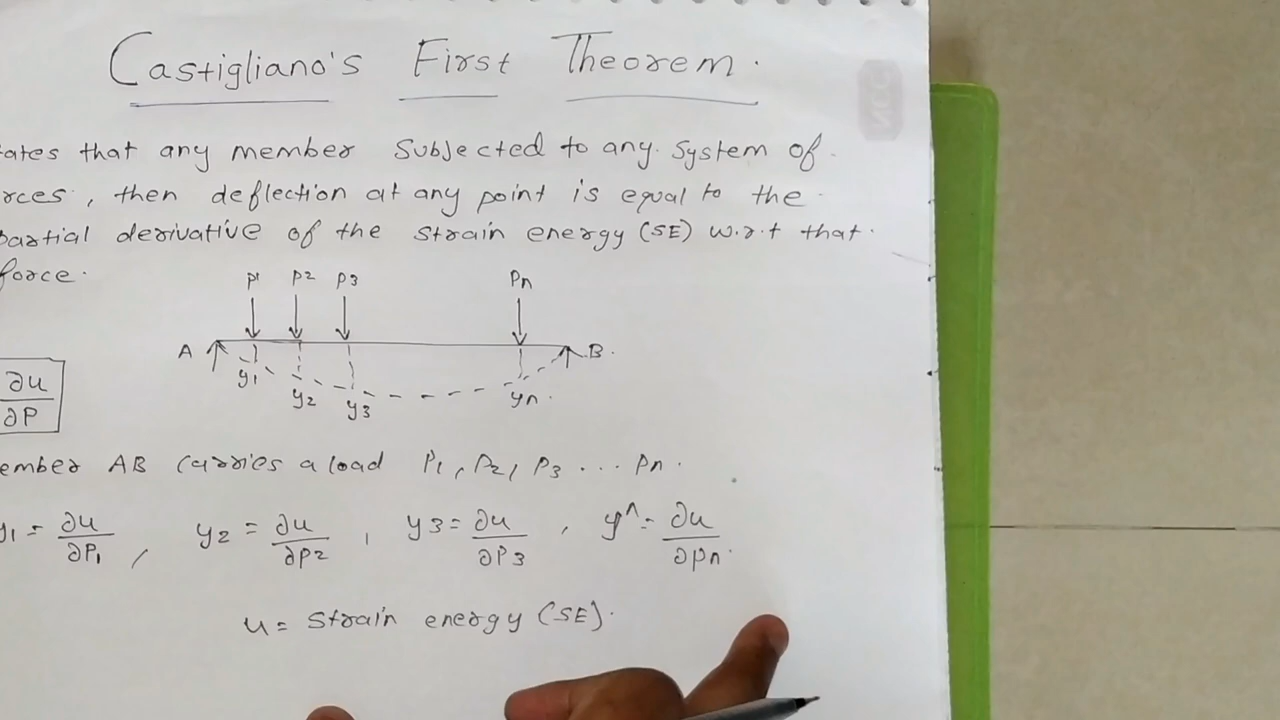 Castigliano's First Theorem.
ates that any member subjected to any system of
rces, then deflection at any point is equal to the
partial derivative of the strain energy (SE) w.r.t that
force.
P1 P2 P3 Pn
A B.
y1 y2 y3 yn.
∂u
∂P
ember AB carries a load P1, P2, P3 ... Pn.
y1 = ∂u/∂P1, y2 = ∂u/∂P2, y3 = ∂u/∂P3, yn = ∂u/∂Pn.
u = Strain energy (SE).